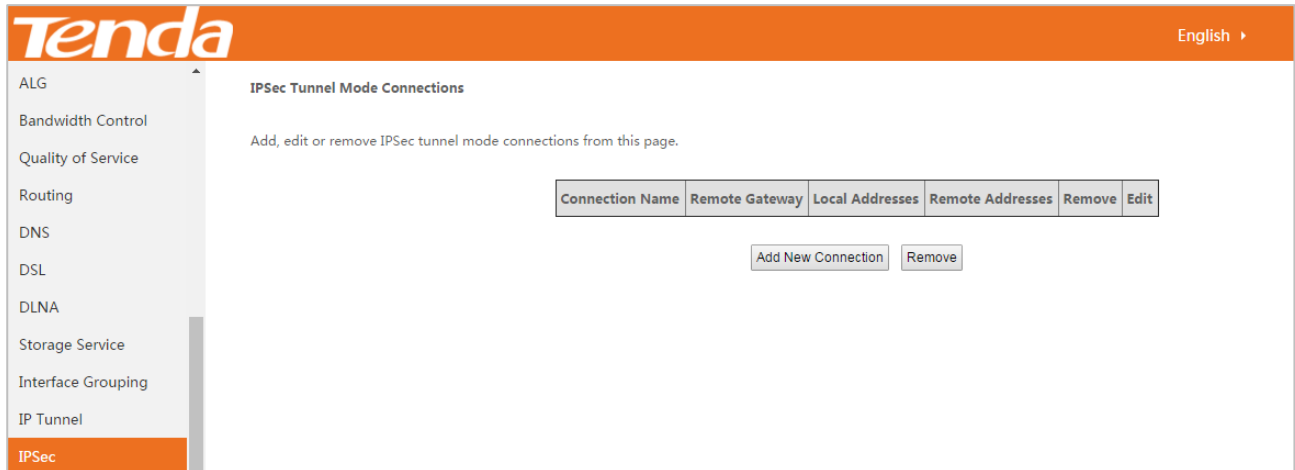 Tenda
English
ALG
Bandwidth Control
Quality of Service
Routing
DNS
DSL
DLNA
Storage Service
Interface Grouping
IP Tunnel
IPSec
IPSec Tunnel Mode Connections
Add, edit or remove IPSec tunnel mode connections from this page.
Connection Name Remote Gateway Local Addresses Remote Addresses Remove Edit
Add New Connection Remove